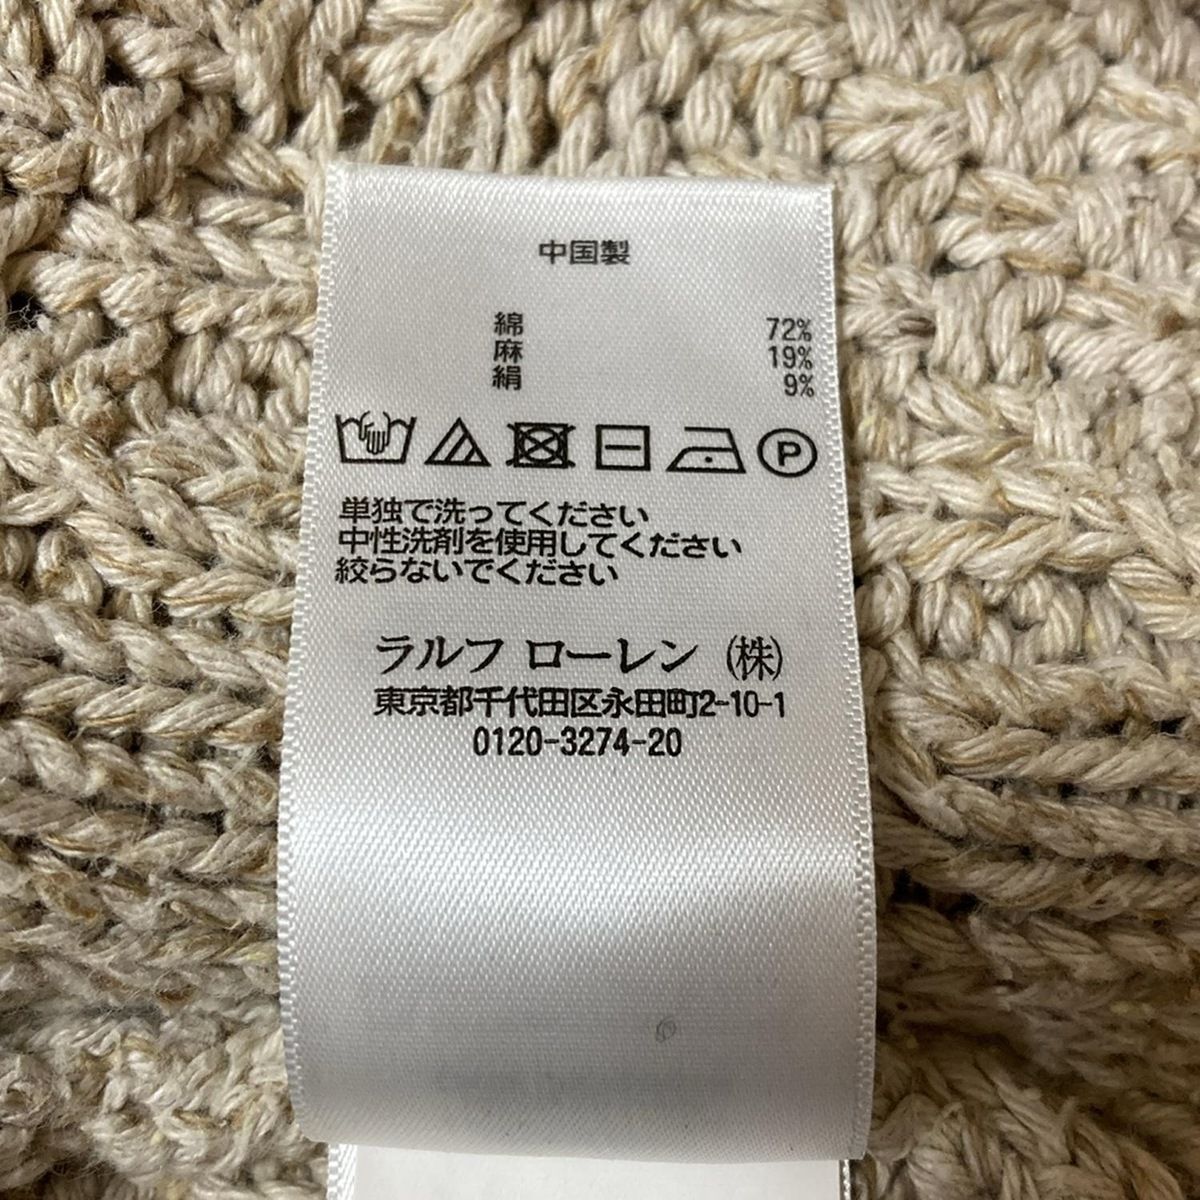 中国製
綿 72%
麻 19%
絹 9%
P
単独で洗ってください
中性洗剤を使用してください
絞らないでください
ラルフ ローレン (株)
東京都千代田区永田町2-10-1
0120-3274-20